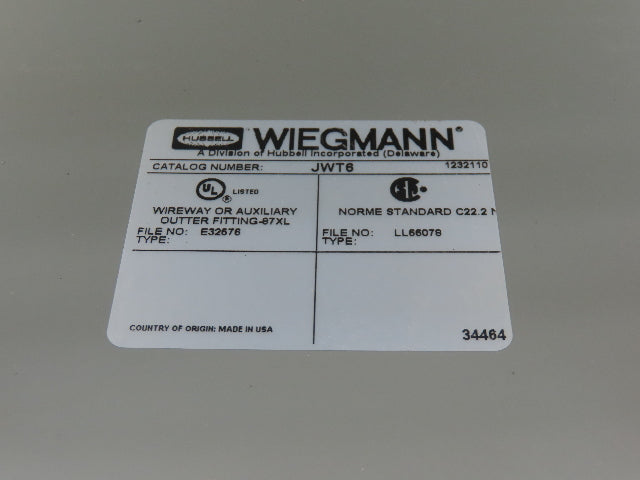 HUBBELL WIEGMANN®
A Division of Hubbell Incorporated (Delaware)
CATALOG NUMBER: JWT6 1232110
UL ® LISTED
WIREWAY OR AUXILIARY
OUTTER FITTING-87XL
FILE NO: E32676
TYPE:
NORME STANDARD C22.2 N
FILE NO: LL66078
TYPE:
COUNTRY OF ORIGIN: MADE IN USA
34464